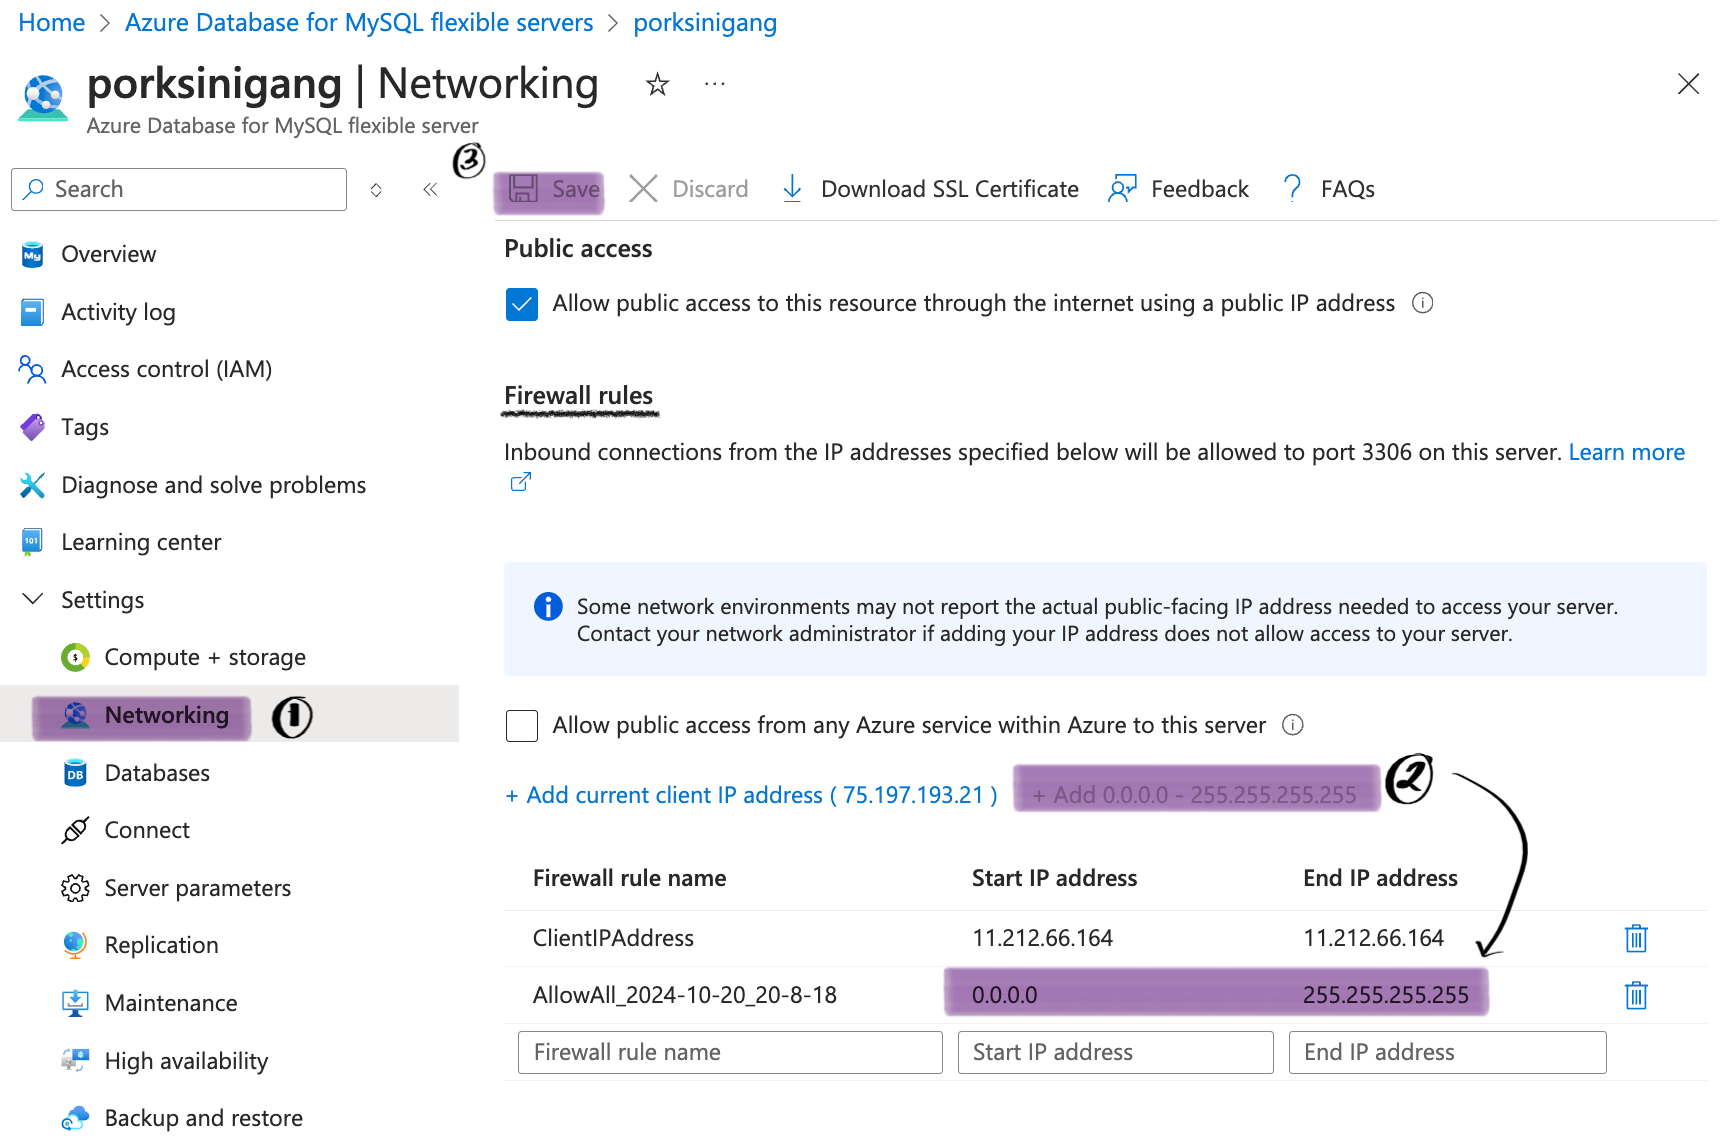 Home > Azure Database for MySQL flexible servers > porksinigang
porksinigang | Networking
Azure Database for MySQL flexible server
3
Search
Save Discard Download SSL Certificate Feedback FAQs
Overview
Activity log
Access control (IAM)
Tags
Diagnose and solve problems
Learning center
Settings
Compute + storage
Networking 1
Databases
Connect
Server parameters
Replication
Maintenance
High availability
Backup and restore
Public access
Allow public access to this resource through the internet using a public IP address
Firewall rules
Inbound connections from the IP addresses specified below will be allowed to port 3306 on this server. Learn more
Some network environments may not report the actual public-facing IP address needed to access your server.
Contact your network administrator if adding your IP address does not allow access to your server.
Allow public access from any Azure service within Azure to this server
+ Add current client IP address ( 75.197.193.21 ) + Add 0.0.0.0 - 255.255.255.255 2
Firewall rule name Start IP address End IP address
ClientIPAddress 11.212.66.164 11.212.66.164
AllowAll_2024-10-20_20-8-18 0.0.0.0 255.255.255.255
Firewall rule name Start IP address End IP address